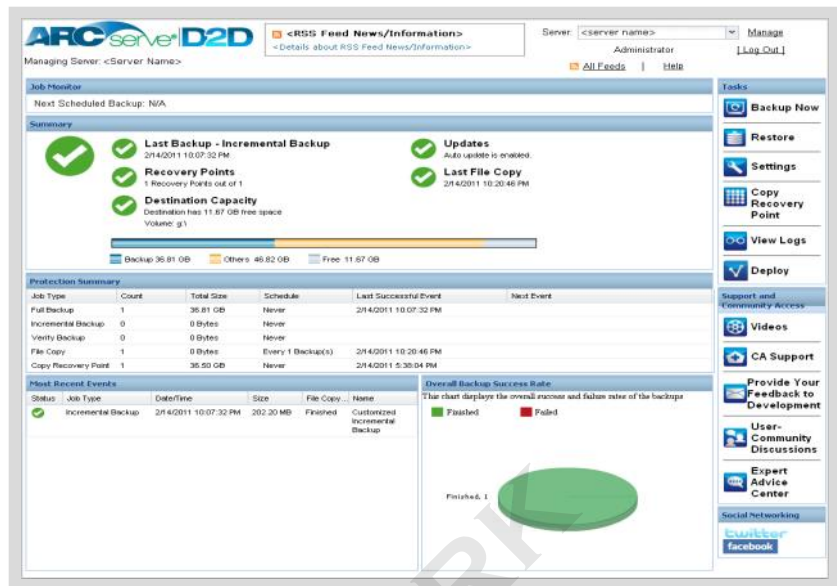 ARCserve® D2D
<RSS Feed News/Information>
<Details about RSS Feed News/Information>
Server: <server name>
Manage
Administrator
[ Log Out ]
Managing Server: <Server Name>
All Feeds | Help
Job Monitor
Next Scheduled Backup: N/A
Summary
Last Backup - Incremental Backup
2/14/2011 10:07:32 PM
Recovery Points
1 Recovery Points out of 1
Destination Capacity
Destination has 11.67 GB free space
Volume: g:\
Updates
Auto update is enabled.
Last File Copy
2/14/2011 10:20:46 PM
Backup 36.81 GB Others 46.82 GB Free 11.67 GB
Protection Summary
Job Type Count Total Size Schedule Last Successful Event Next Event
Full Backup 1 36.81 GB Never 2/14/2011 10:07:32 PM
Incremental Backup 0 0 Bytes Never
Verify Backup 0 0 Bytes Never
File Copy 1 0 Bytes Every 1 Backup(s) 2/14/2011 10:20:46 PM
Copy Recovery Point 1 36.50 GB Never 2/14/2011 5:38:04 PM
Most Recent Events
Status Job Type Date/Time Size File Copy... Name
Incremental Backup 2/14/2011 10:07:32 PM 202.20 MB Finished Customized Incremental Backup
Overall Backup Success Rate
This chart displays the overall success and failure rates of the backups
Finished Failed
Finished, 1
Tasks
Backup Now
Restore
Settings
Copy
Recovery
Point
View Logs
Deploy
Support and
Community Access
Videos
CA Support
Provide Your
Feedback to
Development
User-
Community
Discussions
Expert
Advice
Center
Social Networking
twitter
facebook